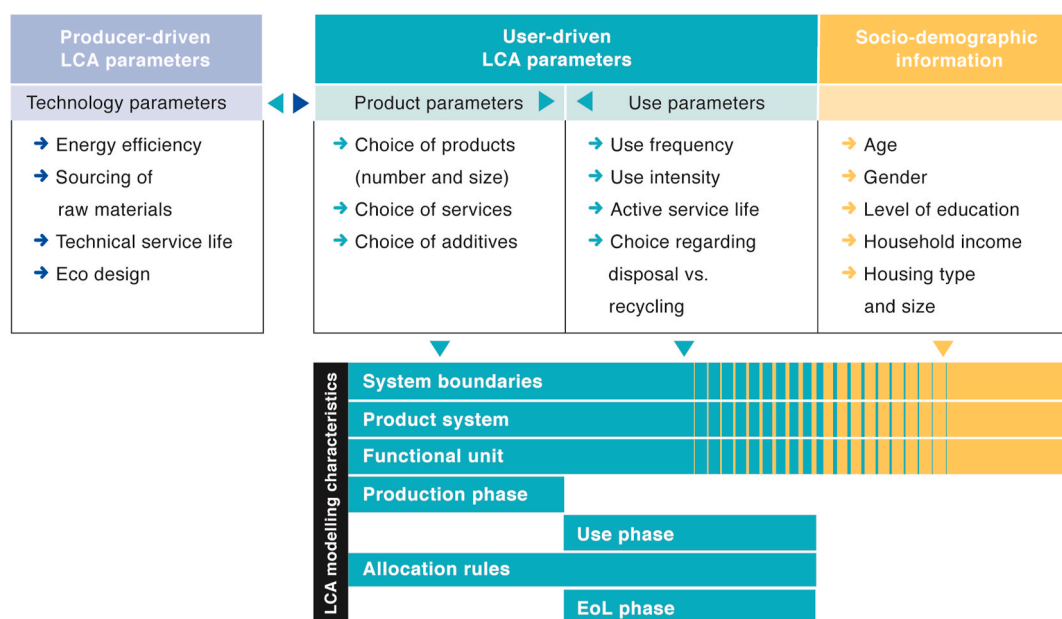 Producer-driven
LCA parameters
User-driven
LCA parameters
Socio-demographic
information
Technology parameters
Product parameters
Use parameters
Energy efficiency
Sourcing of
raw materials
Technical service life
Eco design
Choice of products
(number and size)
Choice of services
Choice of additives
Use frequency
Use intensity
Active service life
Choice regarding
disposal vs.
recycling
Age
Gender
Level of education
Household income
Housing type
and size
LCA modelling characteristics
System boundaries
Product system
Functional unit
Production phase
Use phase
Allocation rules
EoL phase